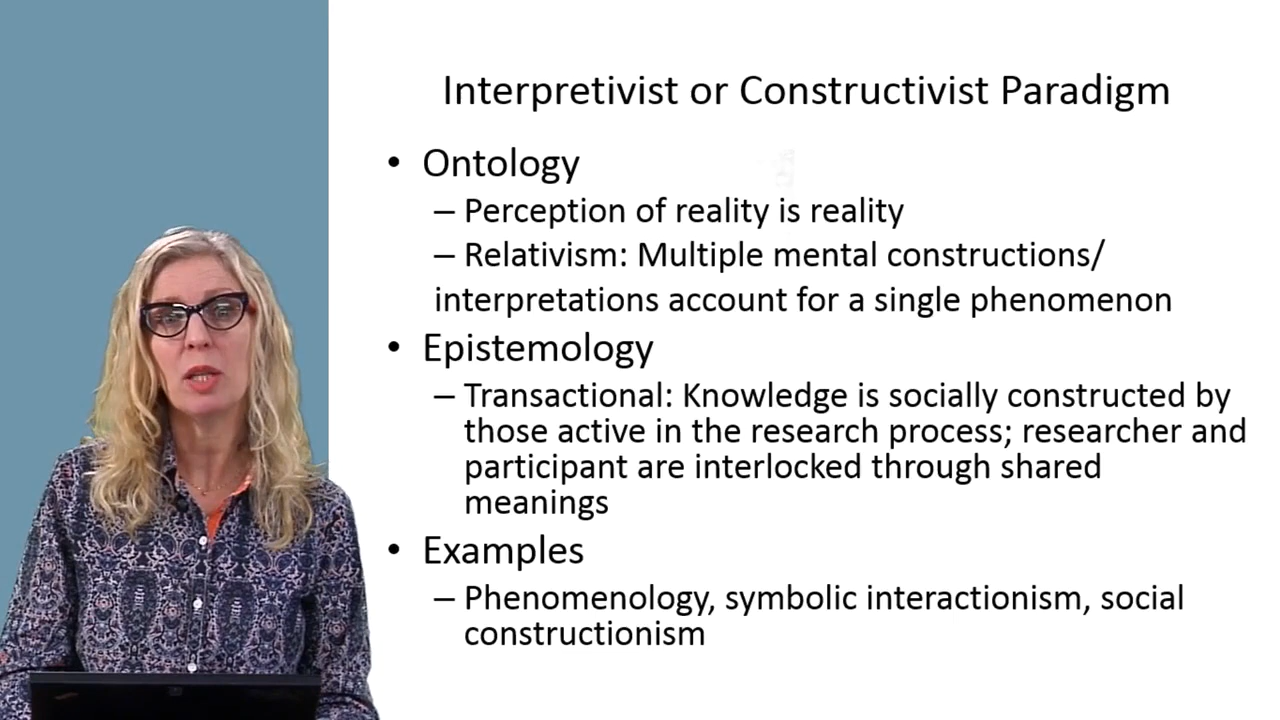 Interpretivist or Constructivist Paradigm
• Ontology
– Perception of reality is reality
– Relativism: Multiple mental constructions/
interpretations account for a single phenomenon
• Epistemology
– Transactional: Knowledge is socially constructed by
those active in the research process; researcher and
participant are interlocked through shared
meanings
• Examples
– Phenomenology, symbolic interactionism, social
constructionism